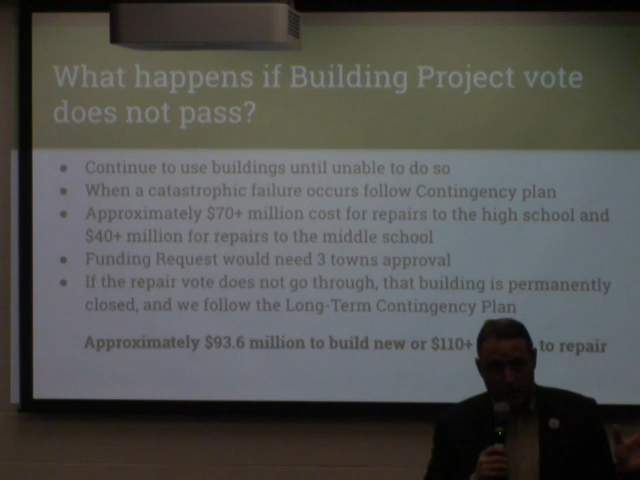 What happens if Building Project vote
does not pass?
• Continue to use buildings until unable to do so
• When a catastrophic failure occurs follow Contingency plan
• Approximately $70+ million cost for repairs to the high school and
$40+ million for repairs to the middle school
• Funding Request would need 3 towns approval
• If the repair vote does not go through, that building is permanently
closed, and we follow the Long-Term Contingency Plan
Approximately $93.6 million to build new or $110+ to repair